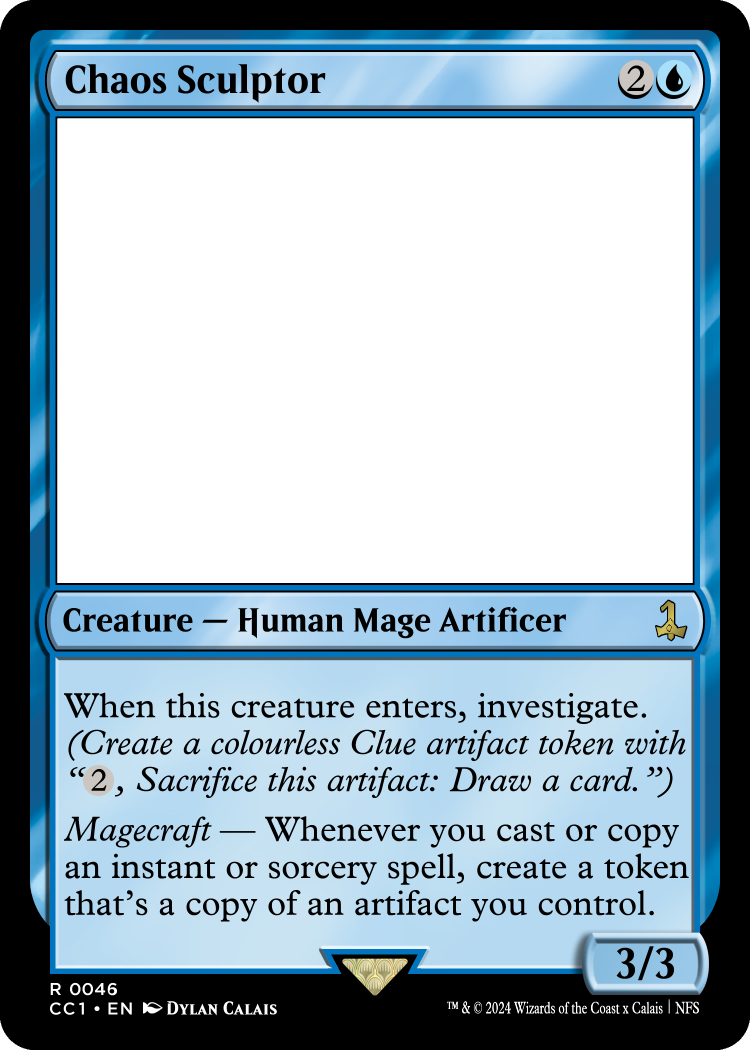 Chaos Sculptor 2
Creature — Human Mage Artificer
When this creature enters, investigate.
(Create a colourless Clue artifact token with
“2, Sacrifice this artifact: Draw a card.”)
Magecraft — Whenever you cast or copy
an instant or sorcery spell, create a token
that's a copy of an artifact you control.
3/3
R 0046
CC1 • EN DYLAN CALAIS
™ & © 2024 Wizards of the Coast x Calais | NFS